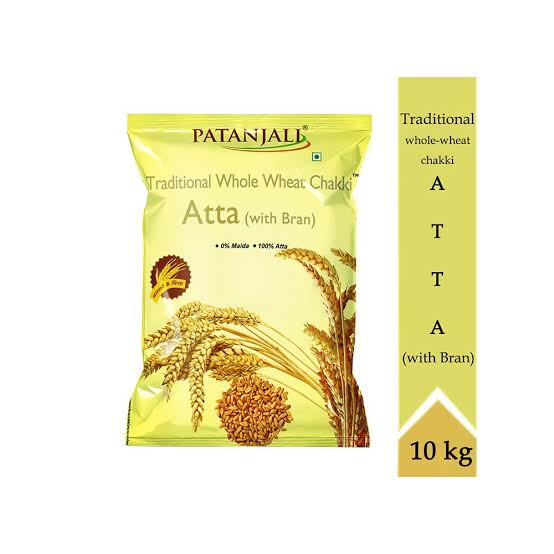 PATANJALI®
Traditional Whole Wheat Chakki™
Atta (with Bran)
• 0% Maida • 100% Atta
Traditional
whole-wheat
chakki
A
T
T
A
(with Bran)
10 kg